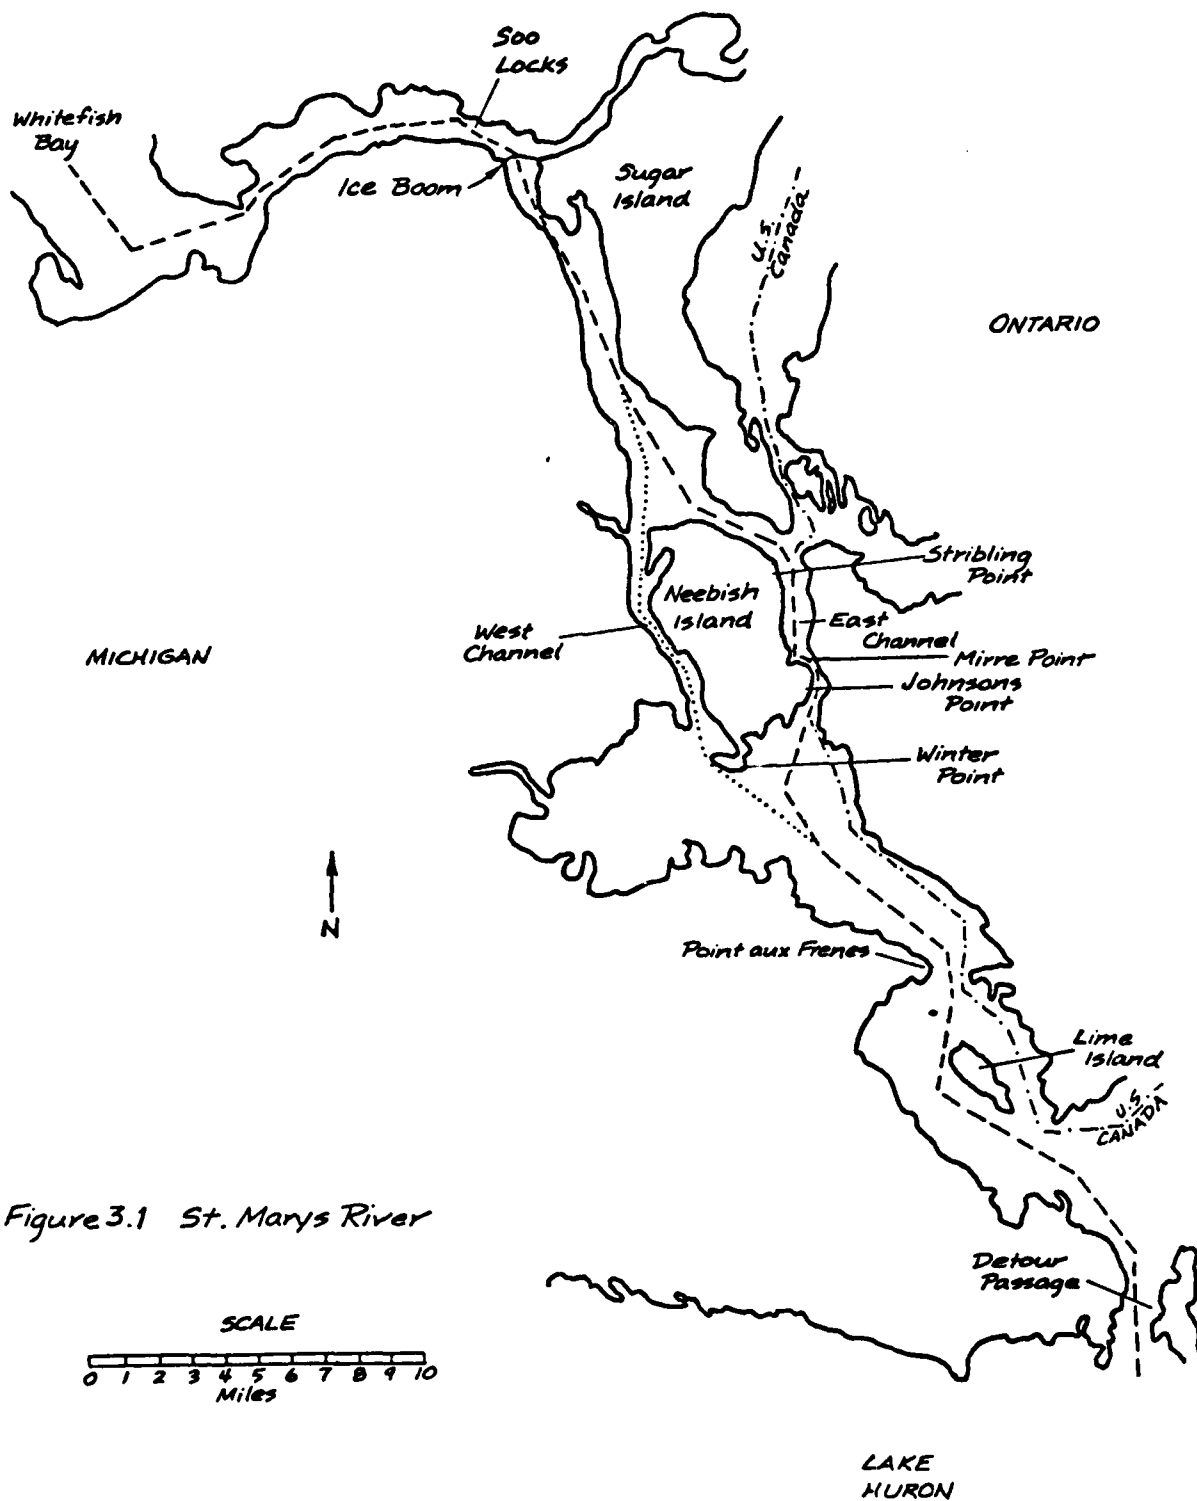 Soo
Locks
Whitefish
Bay
Ice Boom
Sugar
Island
U.S.
Canada
ONTARIO
Stribling
Point
Neebish
Island
East
Channel
West
Channel
MICHIGAN
Mirre Point
Johnsons
Point
Winter
Point
N
Point aux Frenes
Lime
Island
U.S.
CANADA
Figure 3.1 St. Marys River
Detour
Passage
SCALE
0 1 2 3 4 5 6 7 8 9 10
Miles
LAKE
HURON